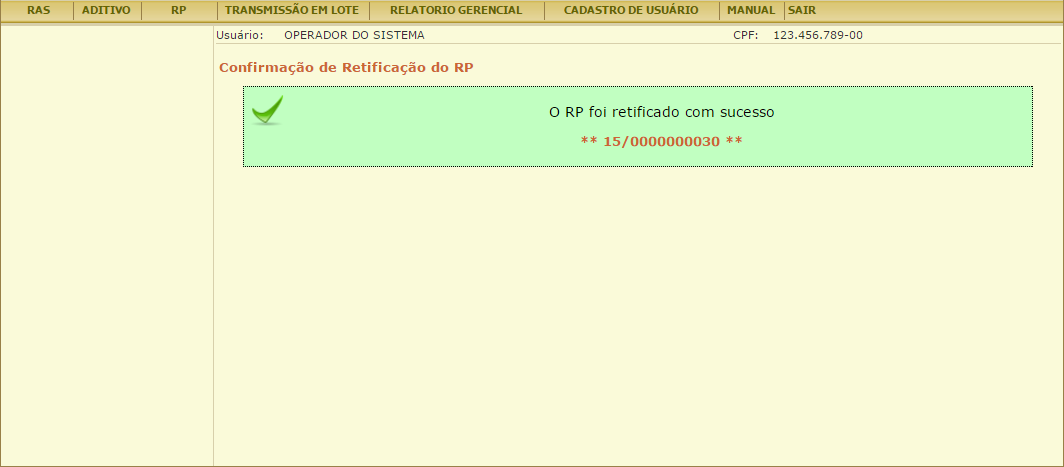 RAS ADITIVO RP TRANSMISSÃO EM LOTE RELATORIO GERENCIAL CADASTRO DE USUÁRIO MANUAL SAIR
Usuário: OPERADOR DO SISTEMA CPF: 123.456.789-00
Confirmação de Retificação do RP
O RP foi retificado com sucesso
** 15/0000000030 **